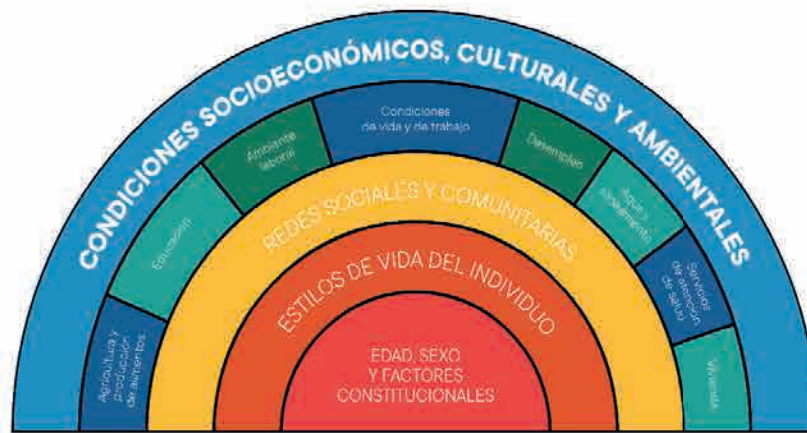 CONDICIONES SOCIOECONÓMICOS, CULTURALES Y AMBIENTALES
Agricultura y
producción
de alimentos
Educación
Ambiente
laboral
Condiciones
de vida y de trabajo
Desempleo
Agua y
saneamiento
Servicios
de atención
de salud
Vivienda
REDES SOCIALES Y COMUNITARIAS
ESTILOS DE VIDA DEL INDIVIDUO
EDAD, SEXO
Y FACTORES
CONSTITUCIONALES